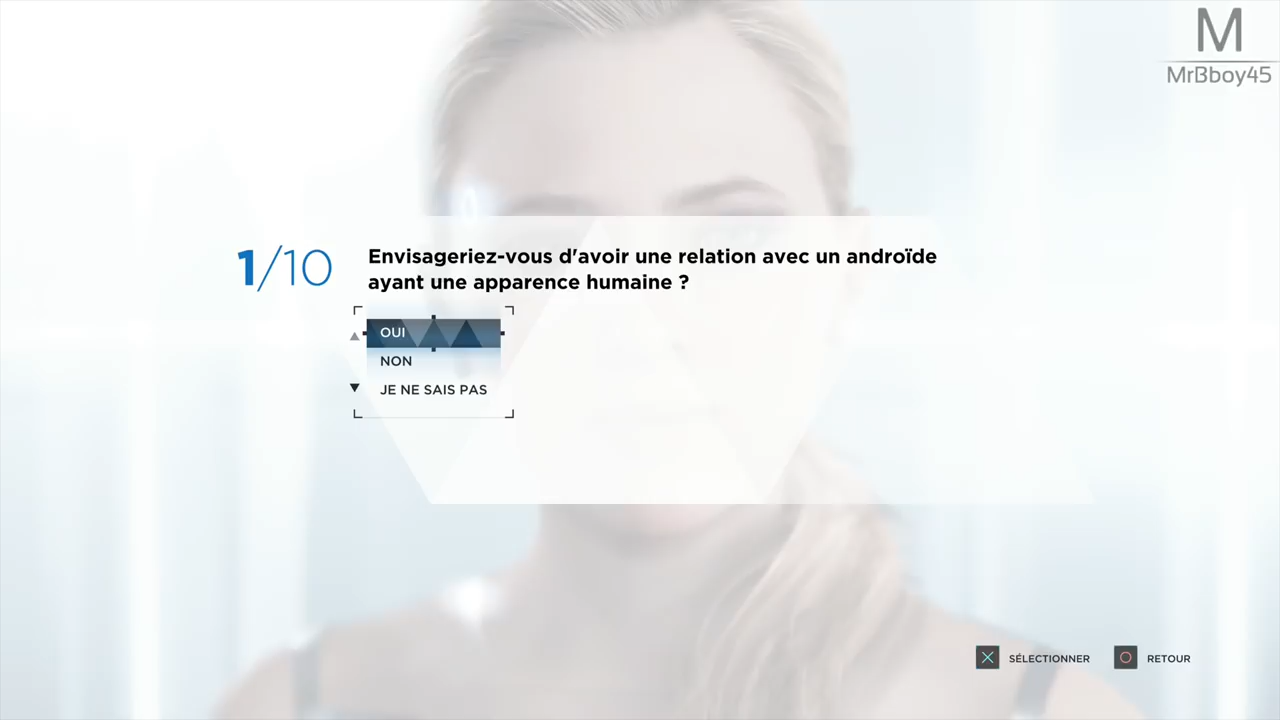 M
MrBboy45
1/10
Envisageriez-vous d'avoir une relation avec un androïde
ayant une apparence humaine ?
OUI
NON
JE NE SAIS PAS
SÉLECTIONNER
RETOUR